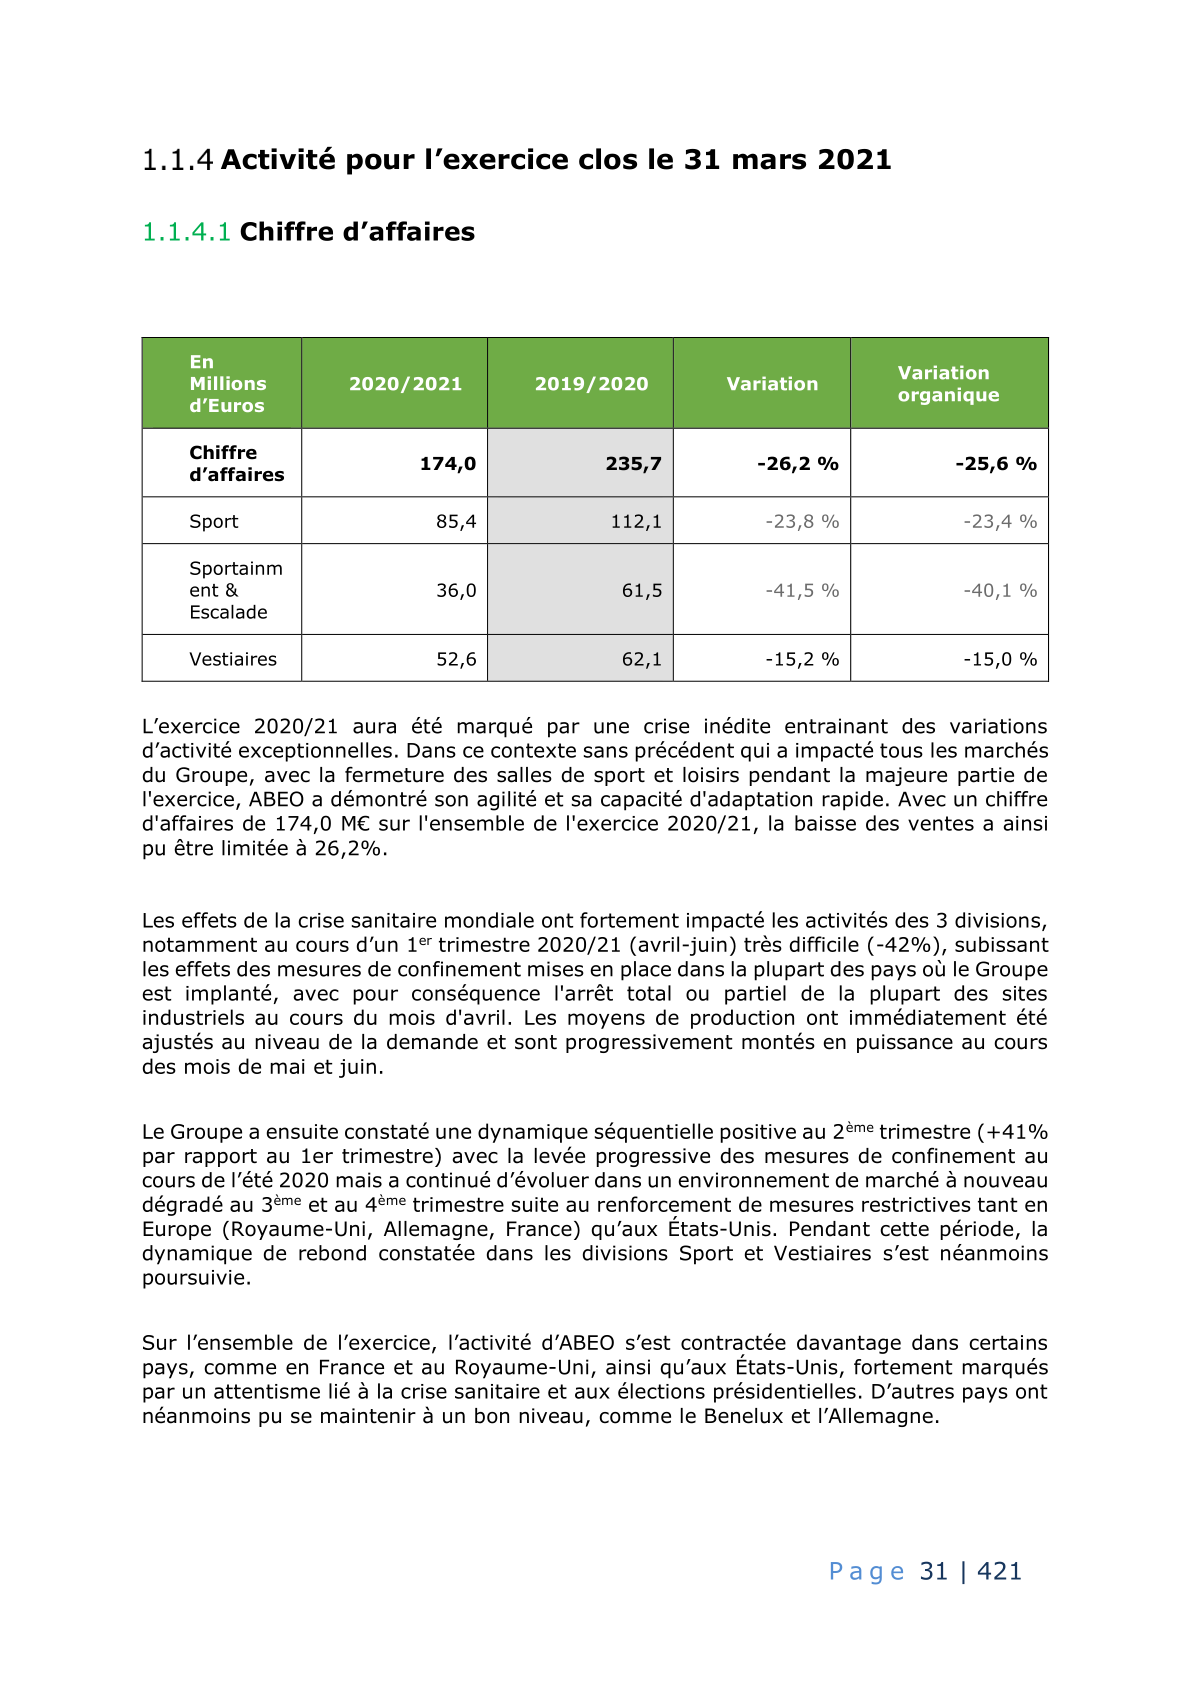 1.1.4 Activité pour l’exercice clos le 31 mars 2021
1.1.4.1 Chiffre d’affaires
En
Millions
d’Euros
2020/2021
2019/2020
Variation
Variation
organique
Chiffre
d’affaires
174,0
235,7
-26,2 %
-25,6 %
Sport
85,4
112,1
-23,8 %
-23,4 %
Sportainm
ent &
Escalade
36,0
61,5
-41,5 %
-40,1 %
Vestiaires
52,6
62,1
-15,2 %
-15,0 %
L’exercice 2020/21 aura été marqué par une crise inédite entrainant des variations
d’activité exceptionnelles. Dans ce contexte sans précédent qui a impacté tous les marchés
du Groupe, avec la fermeture des salles de sport et loisirs pendant la majeure partie de
l'exercice, ABEO a démontré son agilité et sa capacité d'adaptation rapide. Avec un chiffre
d'affaires de 174,0 M€ sur l'ensemble de l'exercice 2020/21, la baisse des ventes a ainsi
pu être limitée à 26,2%.
Les effets de la crise sanitaire mondiale ont fortement impacté les activités des 3 divisions,
notamment au cours d’un 1er trimestre 2020/21 (avril-juin) très difficile (-42%), subissant
les effets des mesures de confinement mises en place dans la plupart des pays où le Groupe
est implanté, avec pour conséquence l'arrêt total ou partiel de la plupart des sites
industriels au cours du mois d'avril. Les moyens de production ont immédiatement été
ajustés au niveau de la demande et sont progressivement montés en puissance au cours
des mois de mai et juin.
Le Groupe a ensuite constaté une dynamique séquentielle positive au 2ème trimestre (+41%
par rapport au 1er trimestre) avec la levée progressive des mesures de confinement au
cours de l’été 2020 mais a continué d’évoluer dans un environnement de marché à nouveau
dégradé au 3ème et au 4ème trimestre suite au renforcement de mesures restrictives tant en
Europe (Royaume-Uni, Allemagne, France) qu’aux États-Unis. Pendant cette période, la
dynamique de rebond constatée dans les divisions Sport et Vestiaires s’est néanmoins
poursuivie.
Sur l’ensemble de l’exercice, l’activité d’ABEO s’est contractée davantage dans certains
pays, comme en France et au Royaume-Uni, ainsi qu’aux États-Unis, fortement marqués
par un attentisme lié à la crise sanitaire et aux élections présidentielles. D’autres pays ont
néanmoins pu se maintenir à un bon niveau, comme le Benelux et l’Allemagne.
Page 31 | 421